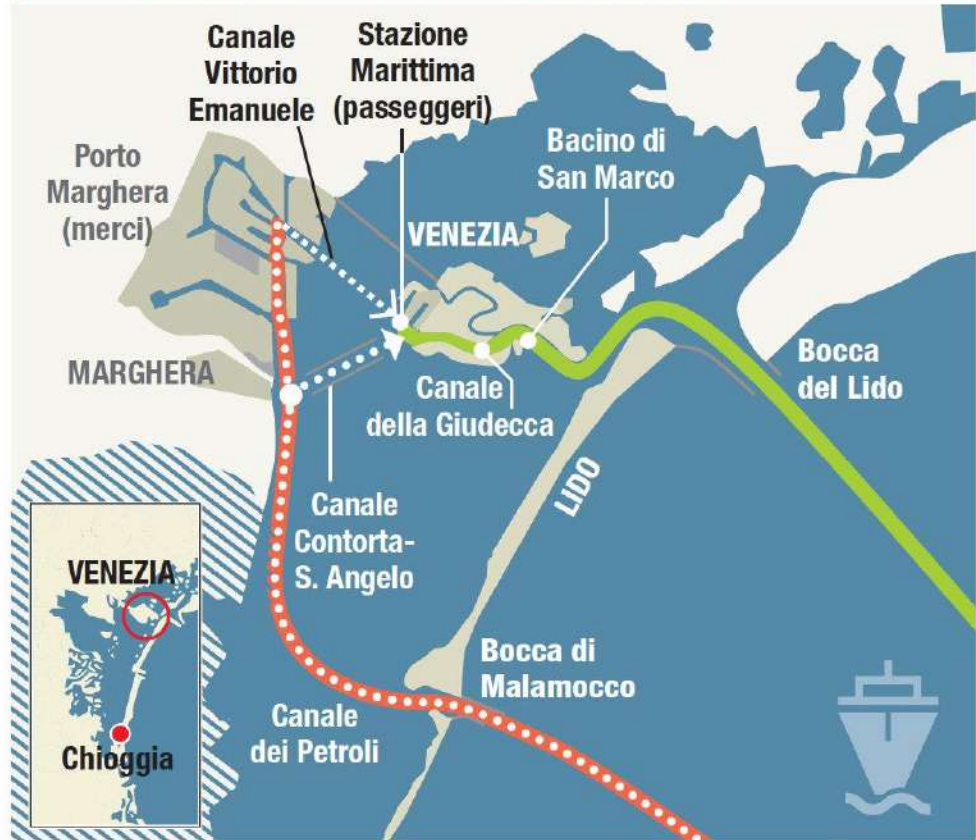 Canale
Vittorio
Emanuele
Stazione
Marittima
(passeggeri)
Bacino di
San Marco
Porto
Marghera
(merci)
VENEZIA
MARGHERA
Canale
della Giudecca
Bocca
del Lido
LIDO
Canale
Contorta-
S. Angelo
VENEZIA
Chioggia
Bocca di
Malamocco
Canale
dei Petroli